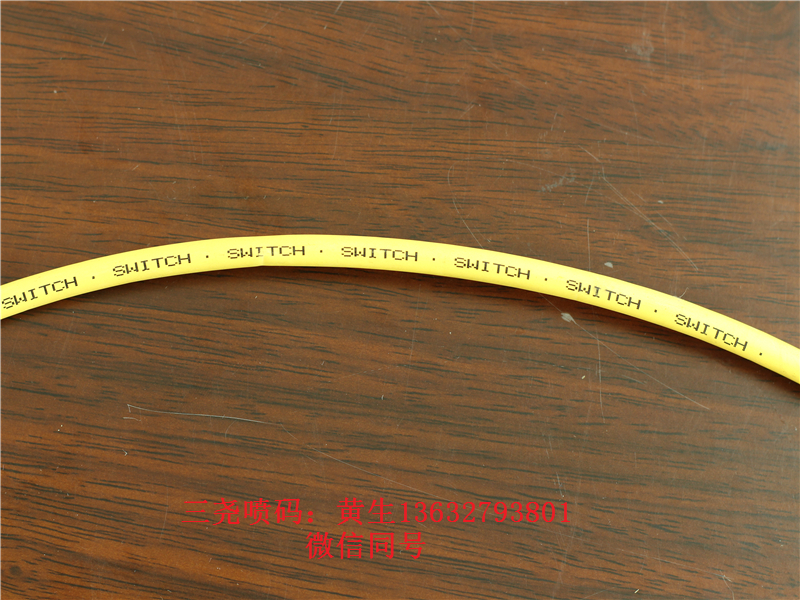 SWITCH · SWITCH · SWITCH · SWITCH · SWITCH · SWITCH · SWITCH ·
二尧喷码：黄生13632793801
微信同号